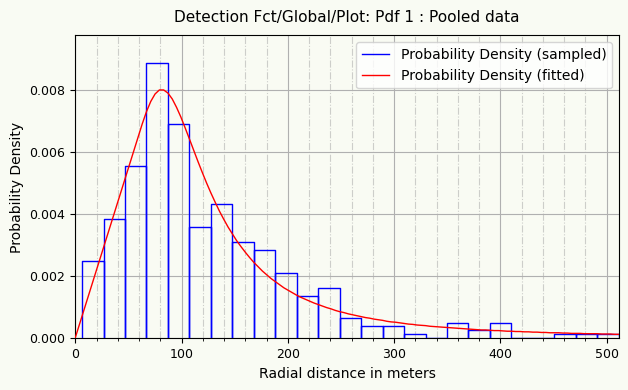 Detection Fct/Global/Plot: Pdf 1 : Pooled data
Probability Density (sampled)
Probability Density (fitted)
Probability Density
0.008
0.006
0.004
0.002
0.000
0 100 200 300 400 500
Radial distance in meters